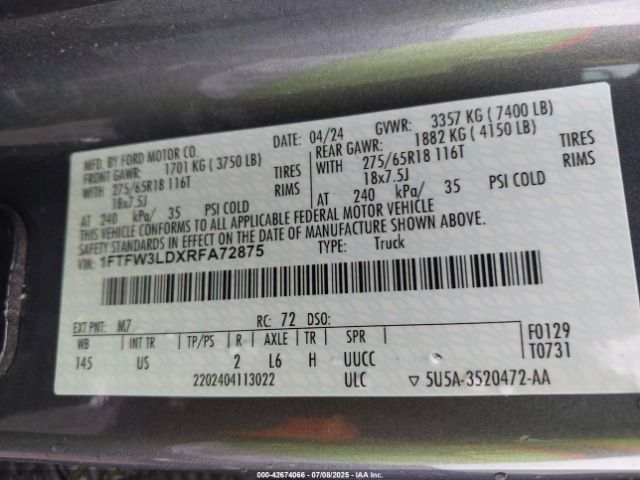 MFD. BY FORD MOTOR CO.
DATE: 04/24 GVWR: 3357 KG ( 7400 LB)
FRONT GAWR: 1701 KG ( 3750 LB) REAR GAWR: 1882 KG ( 4150 LB)
WITH 275/65R18 116T TIRES WITH 275/65R18 116T TIRES
18x7.5J RIMS 18x7.5J RIMS
AT 240 kPa/ 35 PSI COLD AT 240 kPa/ 35 PSI COLD
THIS VEHICLE CONFORMS TO ALL APPLICABLE FEDERAL MOTOR VEHICLE
SAFETY STANDARDS IN EFFECT ON THE DATE OF MANUFACTURE SHOWN ABOVE.
VIN: 1FTFW3LDXRFA72875 TYPE: Truck
EXT PNT: M7 RC: 72 DSO:
WB INT TR TP/PS R AXLE TR SPR F0129
145 US 2 L6 H UUCC T0731
2202404113022 ULC ▽ 5U5A-3520472-AA
000-42674066 | 07/08/2025 | Copyright © IAA, LLC.